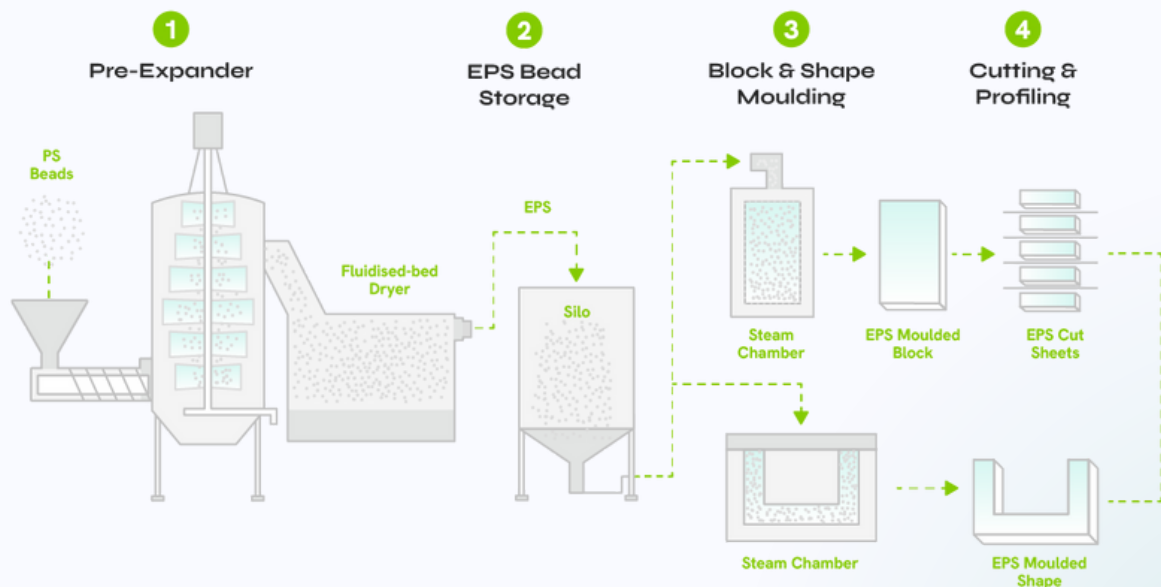 1
Pre-Expander
2
EPS Bead
Storage
3
Block & Shape
Moulding
4
Cutting &
Profiling
PS
Beads
EPS
Fluidised-bed
Dryer
Silo
Steam
Chamber
EPS Moulded
Block
EPS Cut
Sheets
Steam Chamber
EPS Moulded
Shape